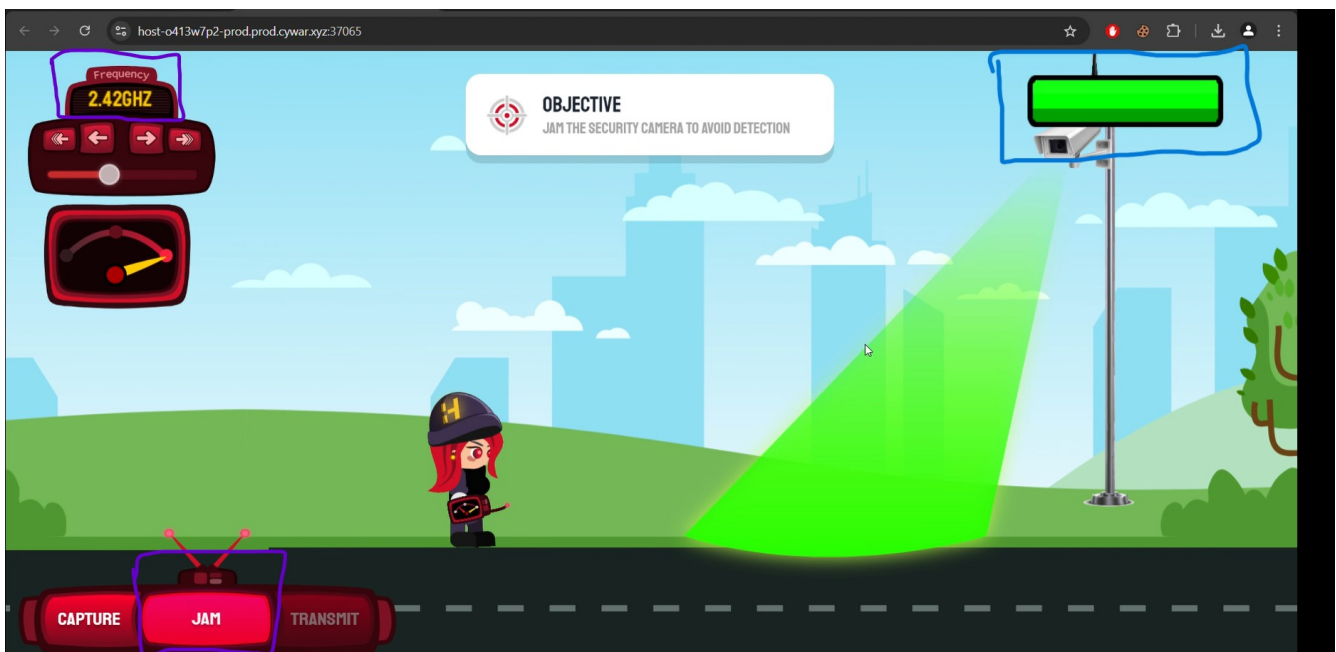 host-o413w7p2-prod.prod.cywar.xyz:37065
Frequency
2.42GHZ
OBJECTIVE
JAM THE SECURITY CAMERA TO AVOID DETECTION
H
CAPTURE JAM TRANSMIT